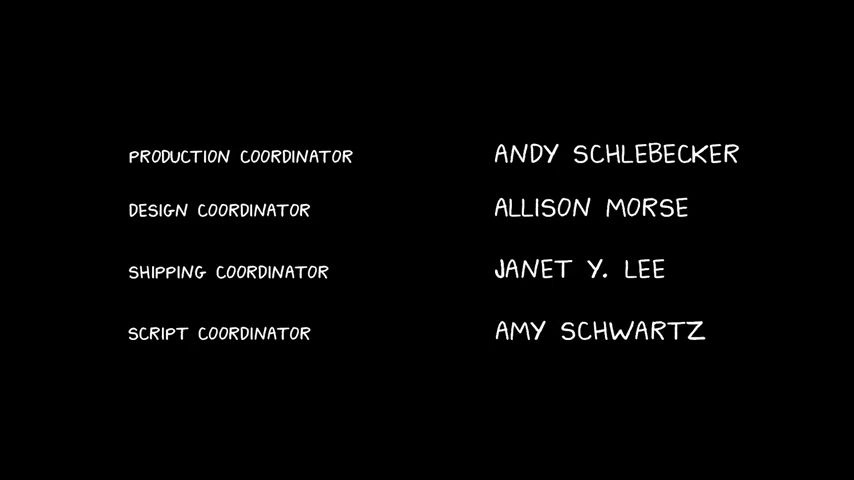 PRODUCTION COORDINATOR ANDY SCHLEBECKER
DESIGN COORDINATOR ALLISON MORSE
SHIPPING COORDINATOR JANET Y. LEE
SCRIPT COORDINATOR AMY SCHWARTZ